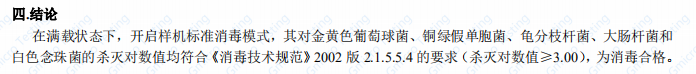 四.结论
在满载状态下，开启样机标准消毒模式，其对金黄色葡萄球菌、铜绿假单胞菌、龟分枝杆菌、大肠杆菌和
白色念珠菌的杀灭对数值均符合《消毒技术规范》2002 版 2.1.5.5.4 的要求（杀灭对数值≥3.00），为消毒合格。